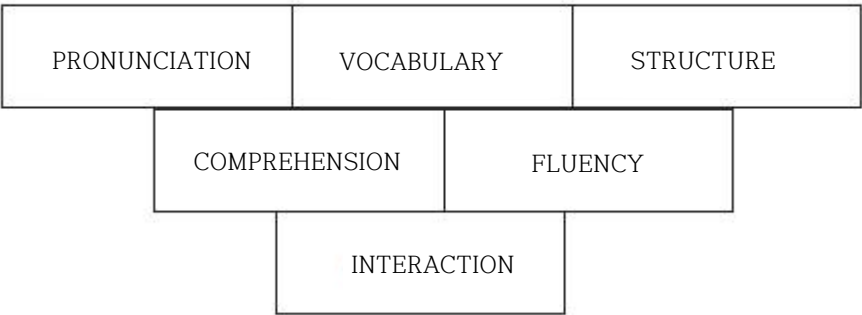 PRONUNCIATION VOCABULARY STRUCTURE
COMPREHENSION FLUENCY
INTERACTION